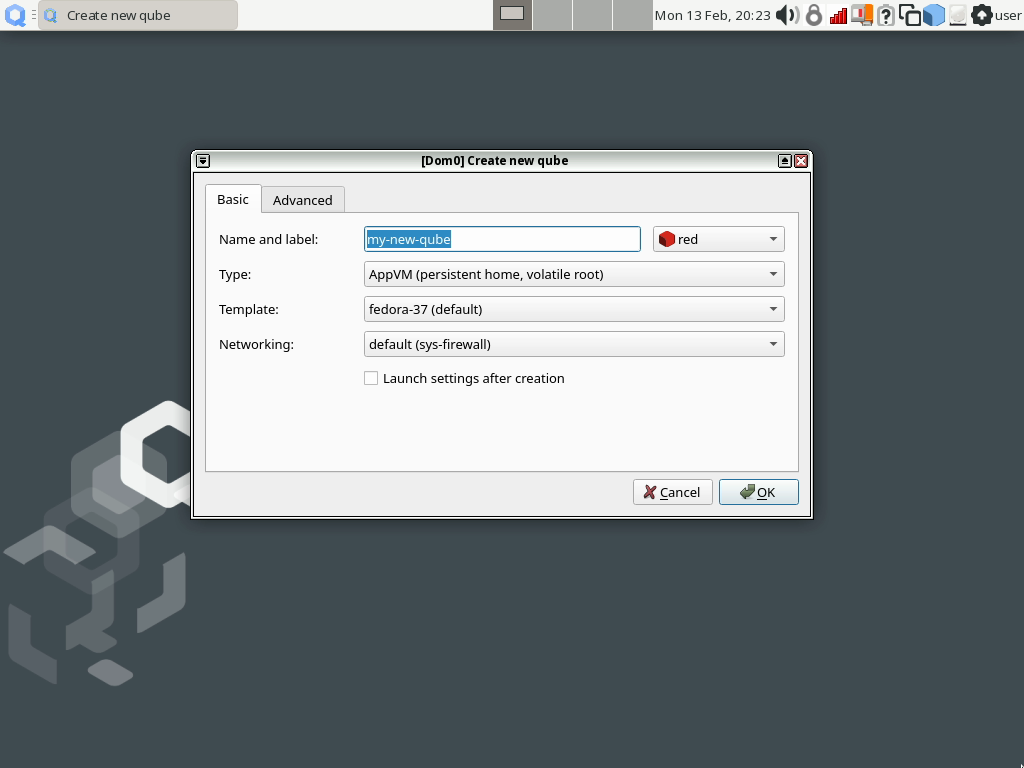 Create new qube
Mon 13 Feb, 20:23
user
[Dom0] Create new qube
Basic
Advanced
Name and label:
my-new-qube
red
Type:
AppVM (persistent home, volatile root)
Template:
fedora-37 (default)
Networking:
default (sys-firewall)
Launch settings after creation
Cancel
OK